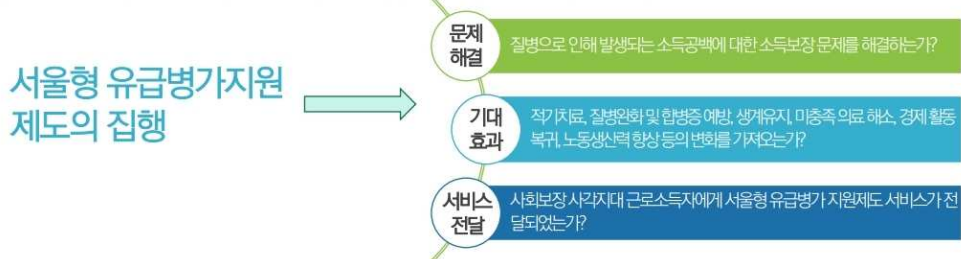 서울형 유급병가지원
제도의 집행
문제
해결
질병으로 인해 발생되는 소득공백에 대한 소득보장 문제를 해결하는가?
기대
효과
적기치료, 질병완화 및 합병증 예방, 생계유지, 미충족 의료 해소, 경제 활동
복귀, 노동생산력 향상 등의 변화를 가져오는가?
서비스
전달
사회보장 사각지대 근로소득자에게 서울형 유급병가 지원제도 서비스가 전
달되었는가?